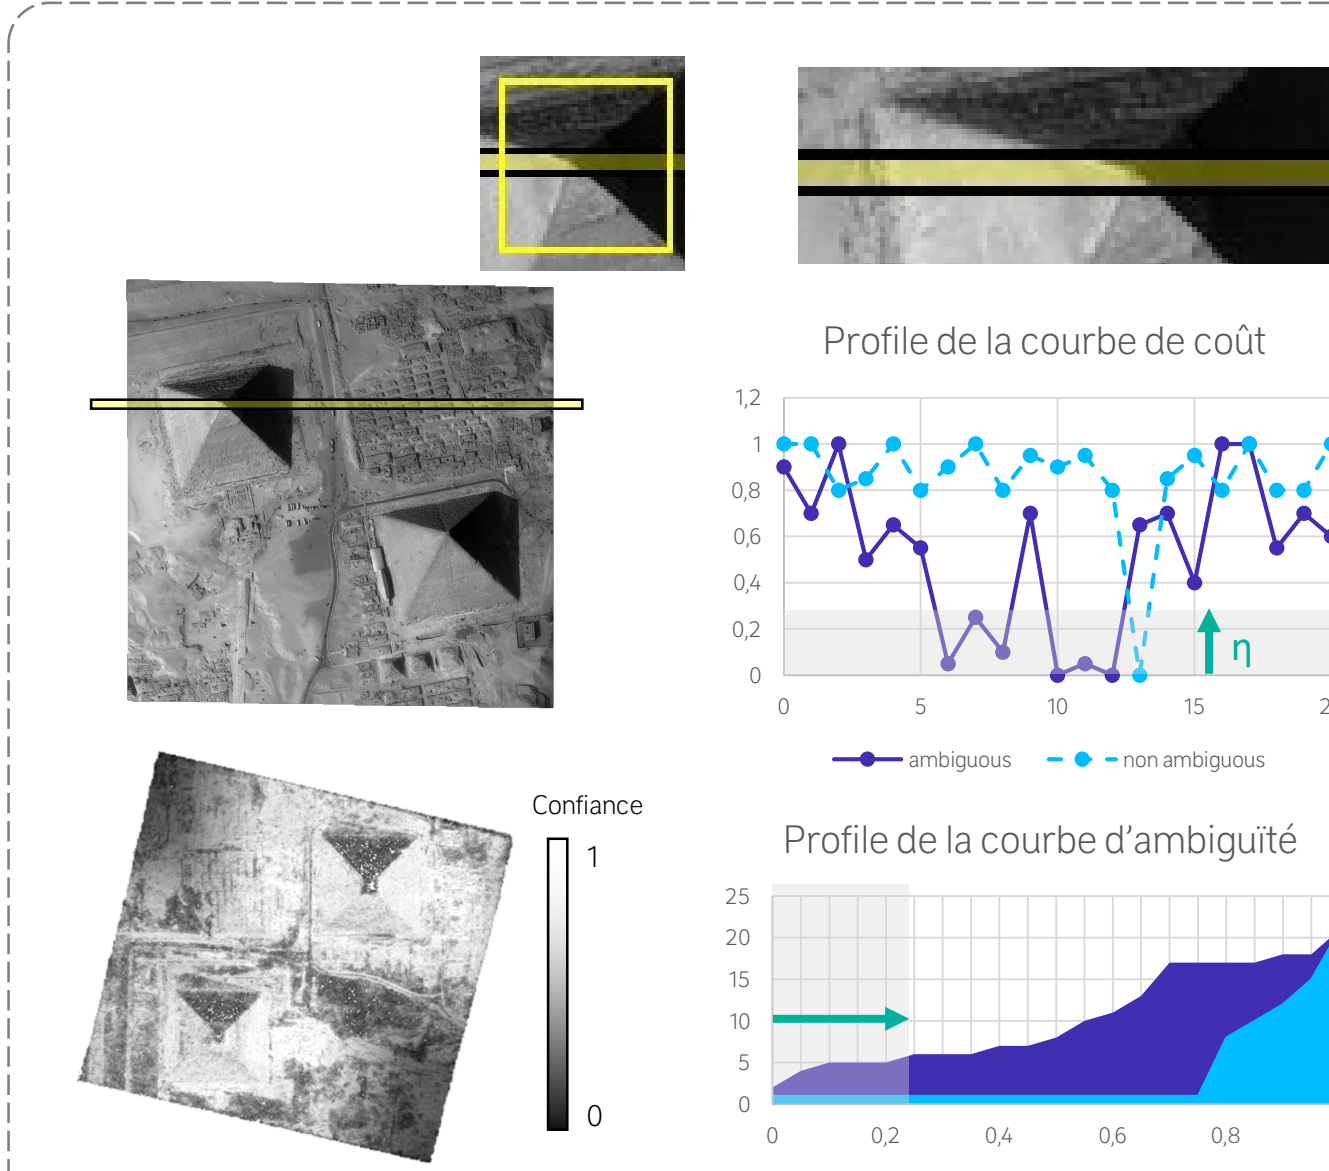 Profile de la courbe de coût
1,2
1
0,8
0,6
0,4
0,2
0
η
0 5 10 15 2
ambiguous non ambiguous
Confiance
1
0
Profile de la courbe d'ambiguïté
25
20
15
10
5
0
0 0,2 0,4 0,6 0,8